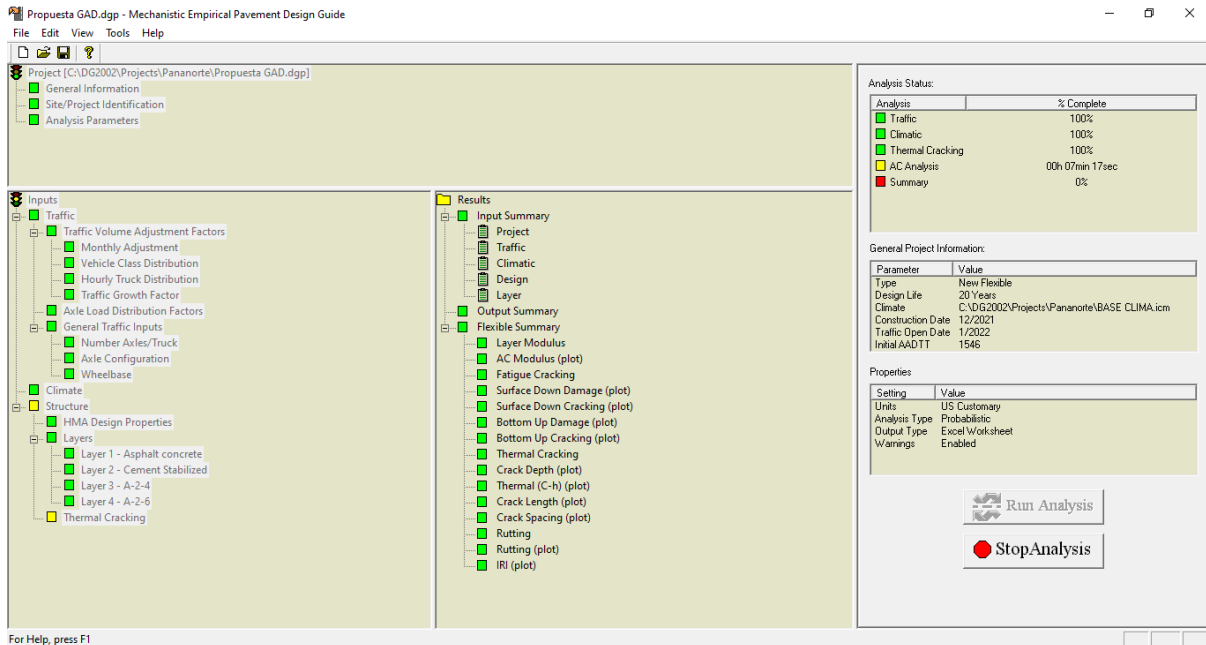 Propuesta GAD.dgp - Mechanistic Empirical Pavement Design Guide
File Edit View Tools Help
Project [C:\DG2002\Projects\Pananorte\Propuesta GAD.dgp]
General Information
Site/Project Identification
Analysis Parameters
Inputs
Traffic
Traffic Volume Adjustment Factors
Monthly Adjustment
Vehicle Class Distribution
Hourly Truck Distribution
Traffic Growth Factor
Axle Load Distribution Factors
General Traffic Inputs
Number Axles/Truck
Axle Configuration
Wheelbase
Climate
Structure
HMA Design Properties
Layers
Layer 1 - Asphalt concrete
Layer 2 - Cement Stabilized
Layer 3 - A-2-4
Layer 4 - A-2-6
Thermal Cracking
Results
Input Summary
Project
Traffic
Climatic
Design
Layer
Output Summary
Flexible Summary
Layer Modulus
AC Modulus (plot)
Fatigue Cracking
Surface Down Damage (plot)
Surface Down Cracking (plot)
Bottom Up Damage (plot)
Bottom Up Cracking (plot)
Thermal Cracking
Crack Depth (plot)
Thermal (C-h) (plot)
Crack Length (plot)
Crack Spacing (plot)
Rutting
Rutting (plot)
IRI (plot)
Analysis Status:
Analysis % Complete
Traffic 100%
Climatic 100%
Thermal Cracking 100%
AC Analysis 00h 07min 17sec
Summary 0%
General Project Information:
Parameter Value
Type New Flexible
Design Life 20 Years
Climate C:\DG2002\Projects\Pananorte\BASE CLIMA.icm
Construction Date 12/2021
Traffic Open Date 1/2022
Initial AADTT 1546
Properties
Setting Value
Units US Customary
Analysis Type Probabilistic
Output Type Excel Worksheet
Warnings Enabled
Run Analysis
StopAnalysis
For Help, press F1